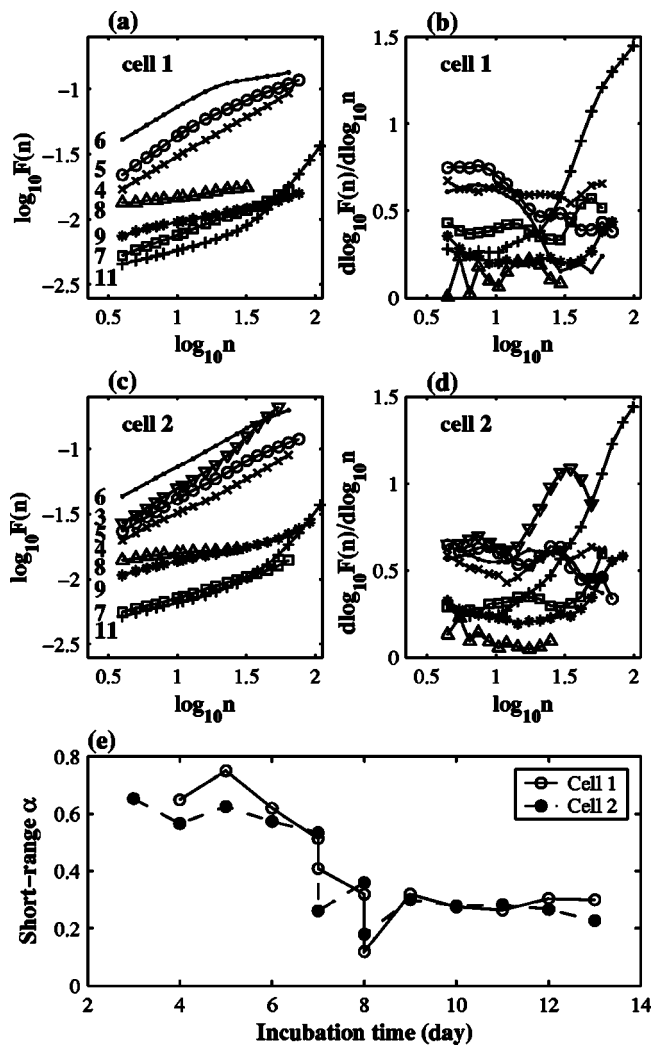 (a)
cell 1
log10F(n)
−1
−1.5
−2
−2.5
6
5
4
8
9
7
11
0.5
1
1.5
2
log10n
(b)
cell 1
dlog10F(n)/dlog10n
1.5
1
0.5
0
0.5
1
1.5
2
log10n
(c)
cell 2
log10F(n)
−1
−1.5
−2
−2.5
6
3
5
4
8
9
7
11
0.5
1
1.5
2
log10n
(d)
cell 2
dlog10F(n)/dlog10n
1.5
1
0.5
0
0.5
1
1.5
2
log10n
(e)
Short−range α
0.8
0.6
0.4
0.2
0
Cell 1
Cell 2
2
4
6
8
10
12
14
Incubation time (day)